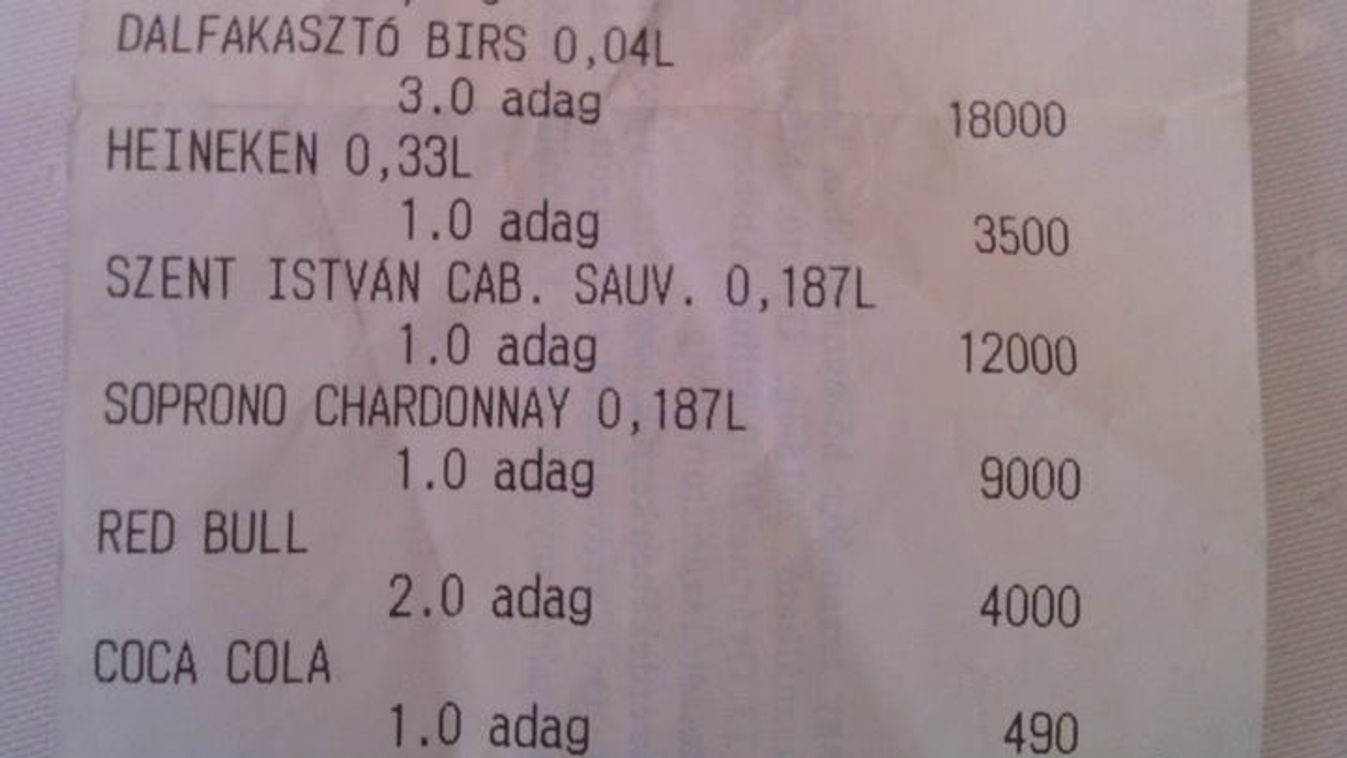 DALFAKASZTÓ BIRS 0,04L
3.0 adag 18000
HEINEKEN 0,33L
1.0 adag 3500
SZENT ISTVÁN CAB. SAUV. 0,187L
1.0 adag 12000
SOPRONO CHARDONNAY 0,187L
1.0 adag 9000
RED BULL
2.0 adag 4000
COCA COLA
1.0 adag 490